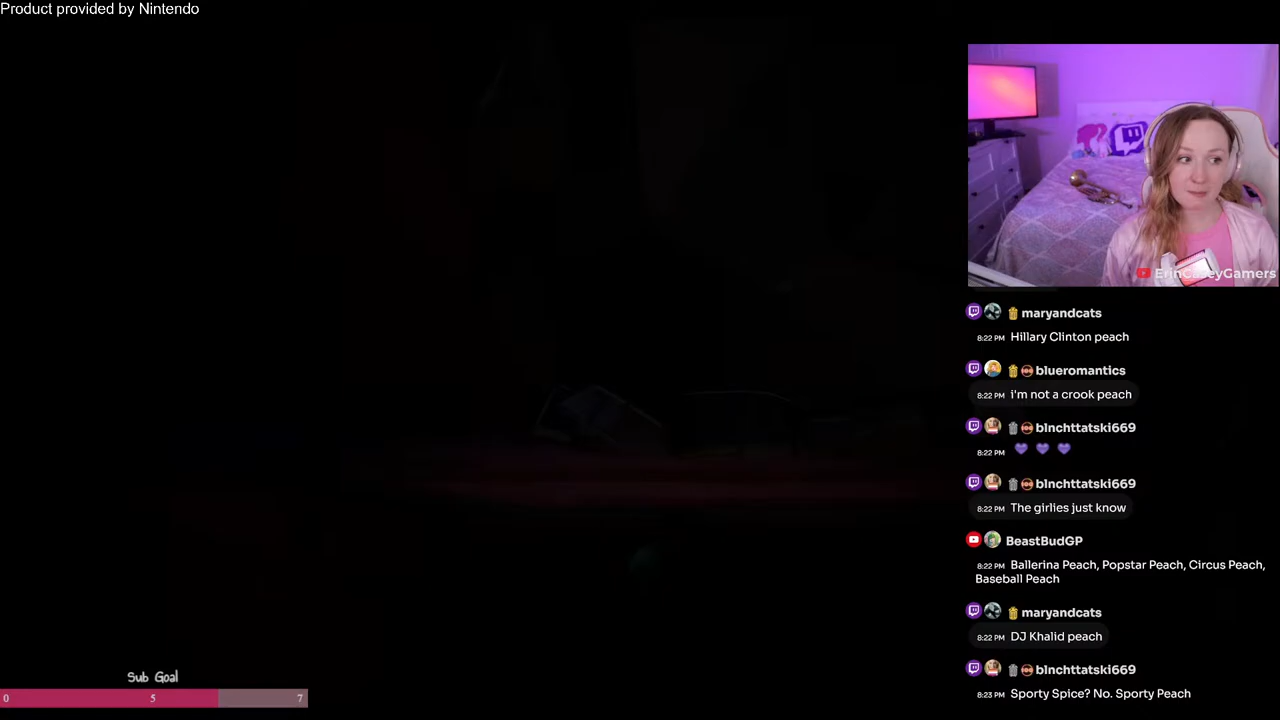 Product provided by Nintendo
ErinCaseyGamers
maryandcats
8:22 PM Hillary Clinton peach
blueromantics
8:22 PM i'm not a crook peach
blnchttatski669
8:22 PM 💜 💜 💜
blnchttatski669
8:22 PM The girlies just know
BeastBudGP
8:22 PM Ballerina Peach, Popstar Peach, Circus Peach,
Baseball Peach
maryandcats
8:22 PM DJ Khalid peach
blnchttatski669
8:23 PM Sporty Spice? No. Sporty Peach
Sub Goal
0 5 7